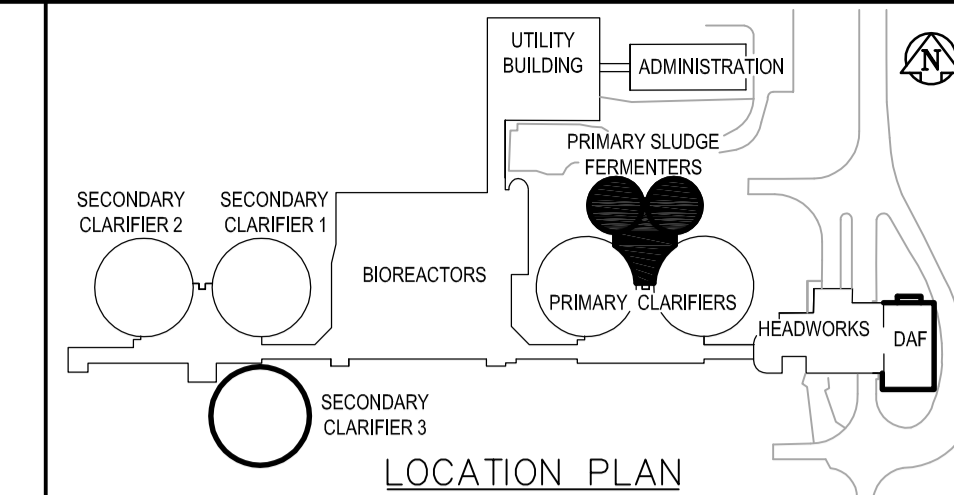 UTILITY
BUILDING
ADMINISTRATION
N
PRIMARY SLUDGE
FERMENTERS
SECONDARY
CLARIFIER 2
SECONDARY
CLARIFIER 1
BIOREACTORS
PRIMARY CLARIFIERS
HEADWORKS
DAF
SECONDARY
CLARIFIER 3
LOCATION PLAN